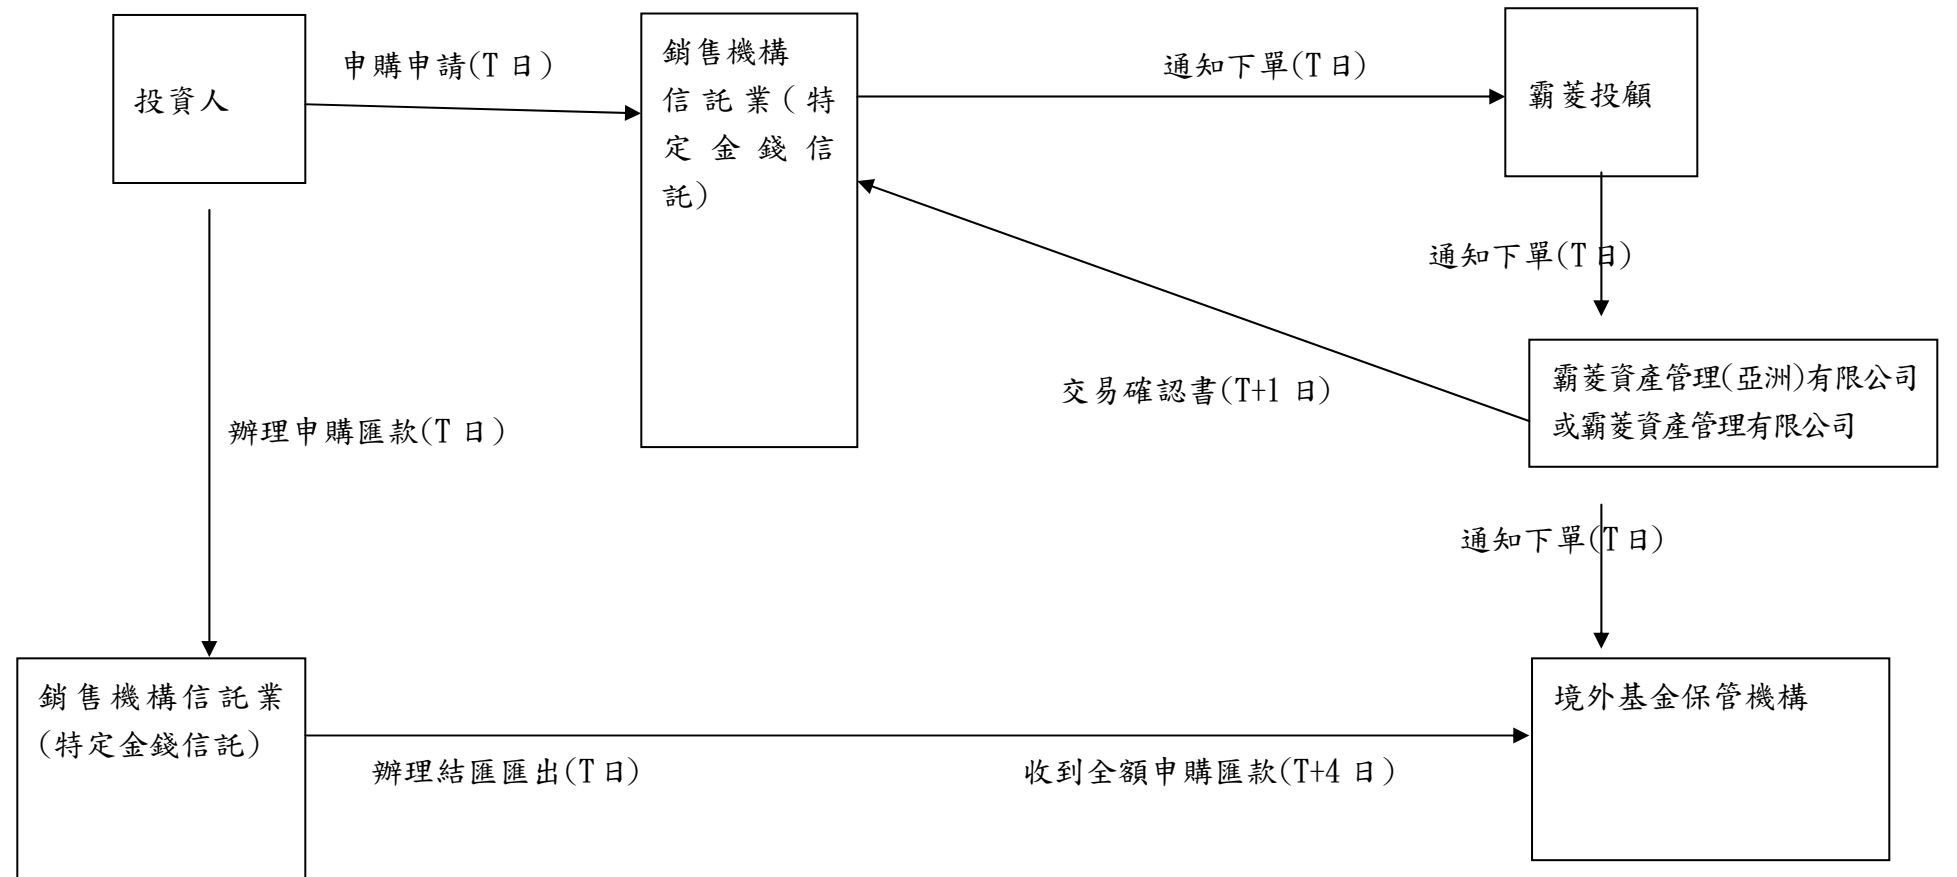 投資人
申購申請(T 日)
銷售機構
信託業(特
定金錢信
託)
通知下單(T 日)
霸菱投顧
通知下單(T 日)
霸菱資產管理(亞洲)有限公司
或霸菱資產管理有限公司
交易確認書(T+1 日)
辦理申購匯款(T 日)
通知下單(T 日)
銷售機構信託業
(特定金錢信託)
辦理結匯匯出(T 日)
收到全額申購匯款(T+4 日)
境外基金保管機構